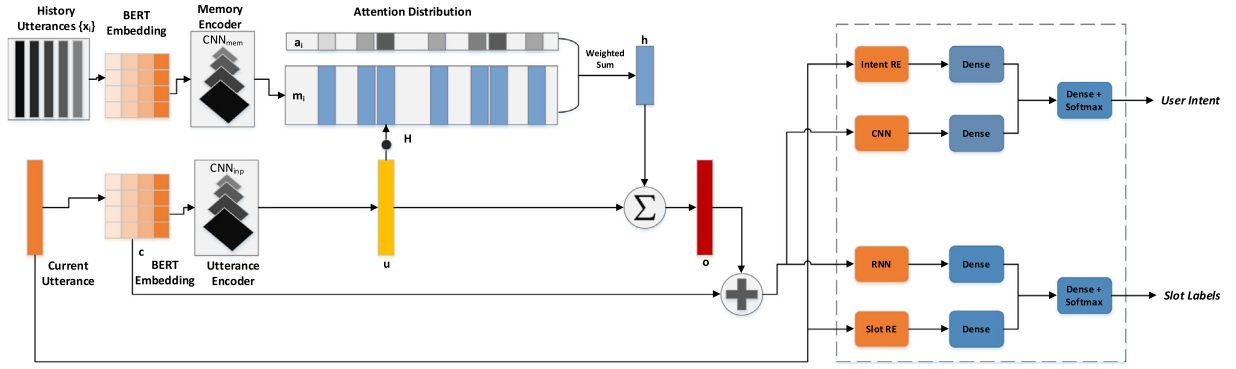 History
Utterances {xᵢ}
BERT
Embedding
Memory
Encoder
CNNmem
Attention Distribution
aᵢ
mᵢ
H
Weighted
Sum
h
Current
Utterance
c
BERT
Embedding
CNNinp
Utterance
Encoder
u
Σ
o
Intent RE
Dense
CNN
Dense
Dense +
Softmax
User Intent
RNN
Dense
Slot RE
Dense
Dense +
Softmax
Slot Labels